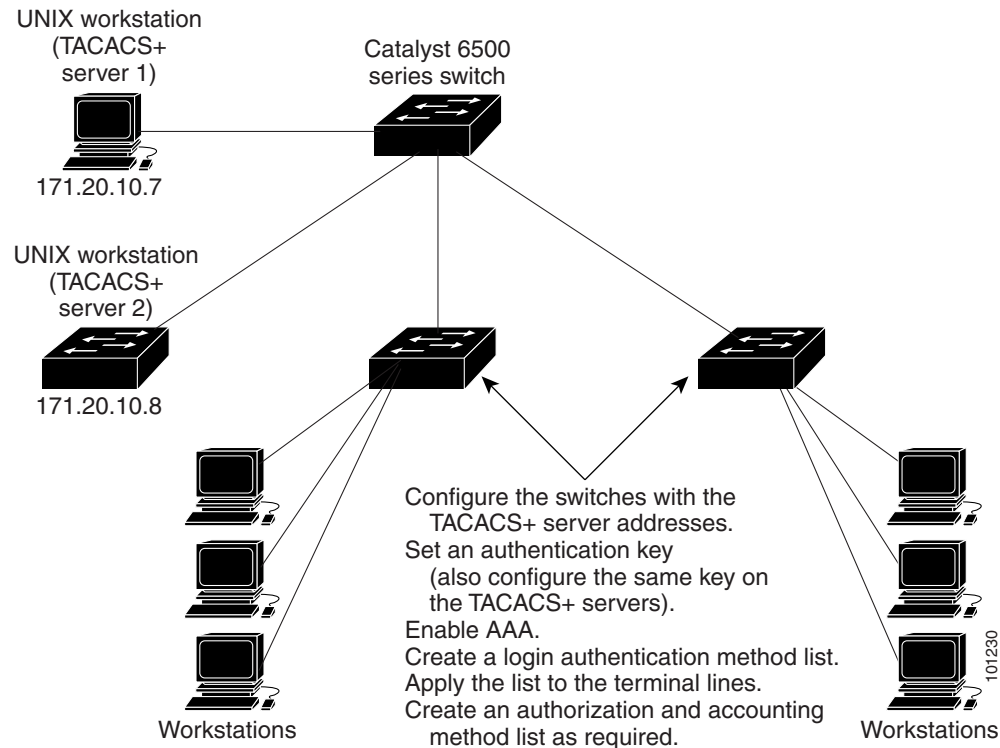 UNIX workstation
(TACACS+
server 1)
Catalyst 6500
series switch
171.20.10.7
UNIX workstation
(TACACS+
server 2)
171.20.10.8
Configure the switches with the
TACACS+ server addresses.
Set an authentication key
(also configure the same key on
the TACACS+ servers).
Enable AAA.
Create a login authentication method list.
Apply the list to the terminal lines.
Create an authorization and accounting
method list as required.
Workstations
Workstations
101230